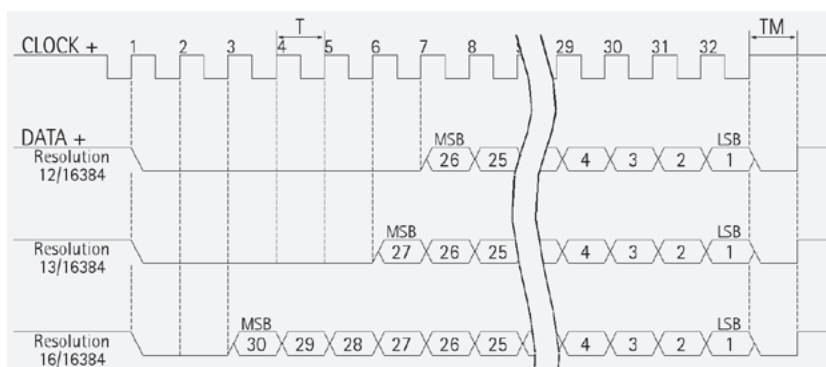 T
TM
CLOCK + 1 2 3 4 5 6 7 8 29 30 31 32
DATA +
MSB LSB
Resolution 26 25 4 3 2 1
12/16384
MSB LSB
Resolution 27 26 25 4 3 2 1
13/16384
MSB LSB
Resolution 30 29 28 27 26 25 4 3 2 1
16/16384